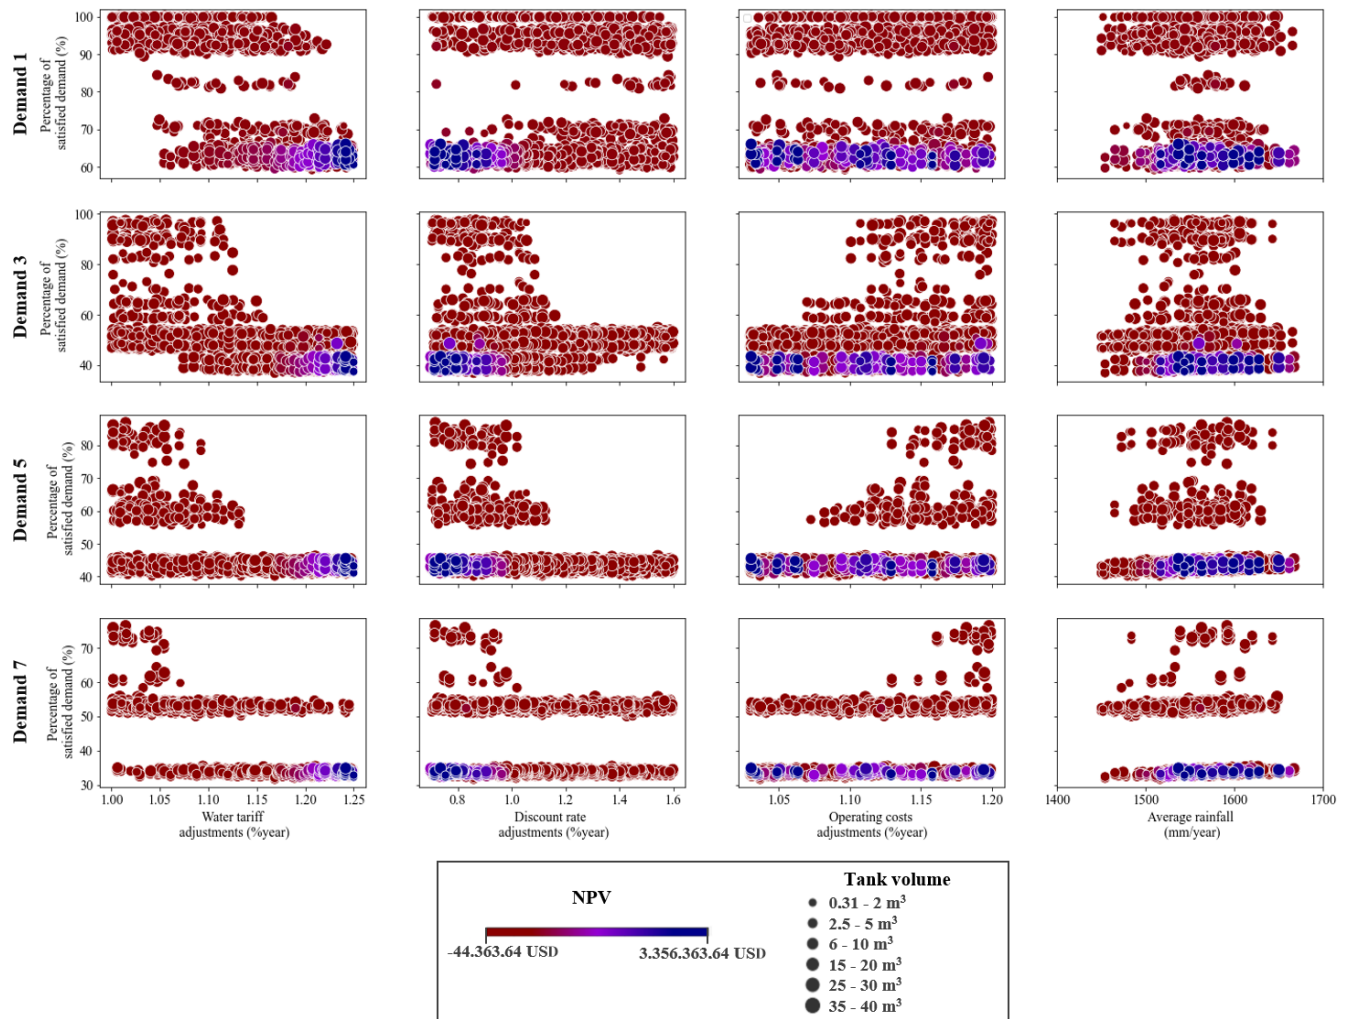 Demand 1
Percentage of
satisfied demand (%)
100
90
80
70
60
Demand 3
Percentage of
satisfied demand (%)
100
80
60
40
Demand 5
Percentage of
satisfied demand (%)
80
70
60
50
40
Demand 7
Percentage of
satisfied demand (%)
70
60
50
40
30
1.00 1.05 1.10 1.15 1.20 1.25
0.8 1.0 1.2 1.4 1.6
1.05 1.10 1.15 1.20
1400 1500 1600 1700
Water tariff
adjustments (%year)
Discount rate
adjustments (%year)
Operating costs
adjustments (%year)
Average rainfall
(mm/year)
NPV
-44.363.64 USD
3.356.363.64 USD
Tank volume
0.31 - 2 m³
2.5 - 5 m³
6 - 10 m³
15 - 20 m³
25 - 30 m³
35 - 40 m³